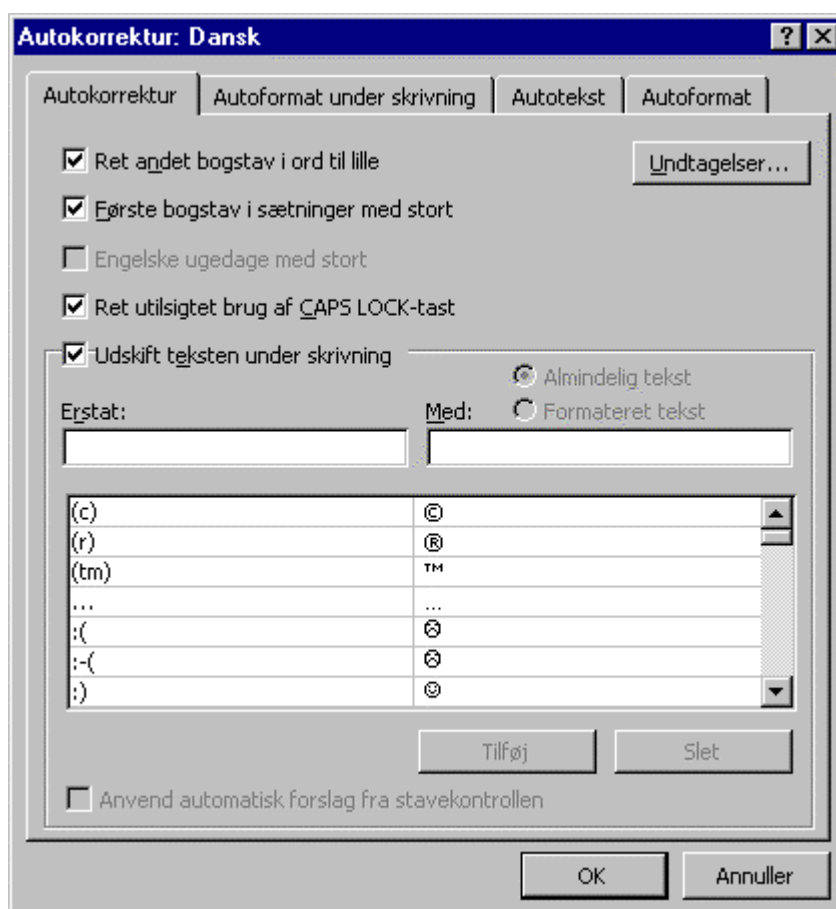 Autokorrektur: Dansk
Autokorrektur Autoformat under skrivning Autotekst Autoformat
Ret andet bogstav i ord til lille
Undtagelser...
Første bogstav i sætninger med stort
Engelske ugedage med stort
Ret utilsigtet brug af CAPS LOCK-tast
Udskift teksten under skrivning
Almindelig tekst
Erstat: Med: Formateret tekst
(c) ©
(r) ®
(tm) ™
... …
:( ☹
:-( ☹
:) ☺
Tilføj Slet
Anvend automatisk forslag fra stavekontrollen
OK Annuller